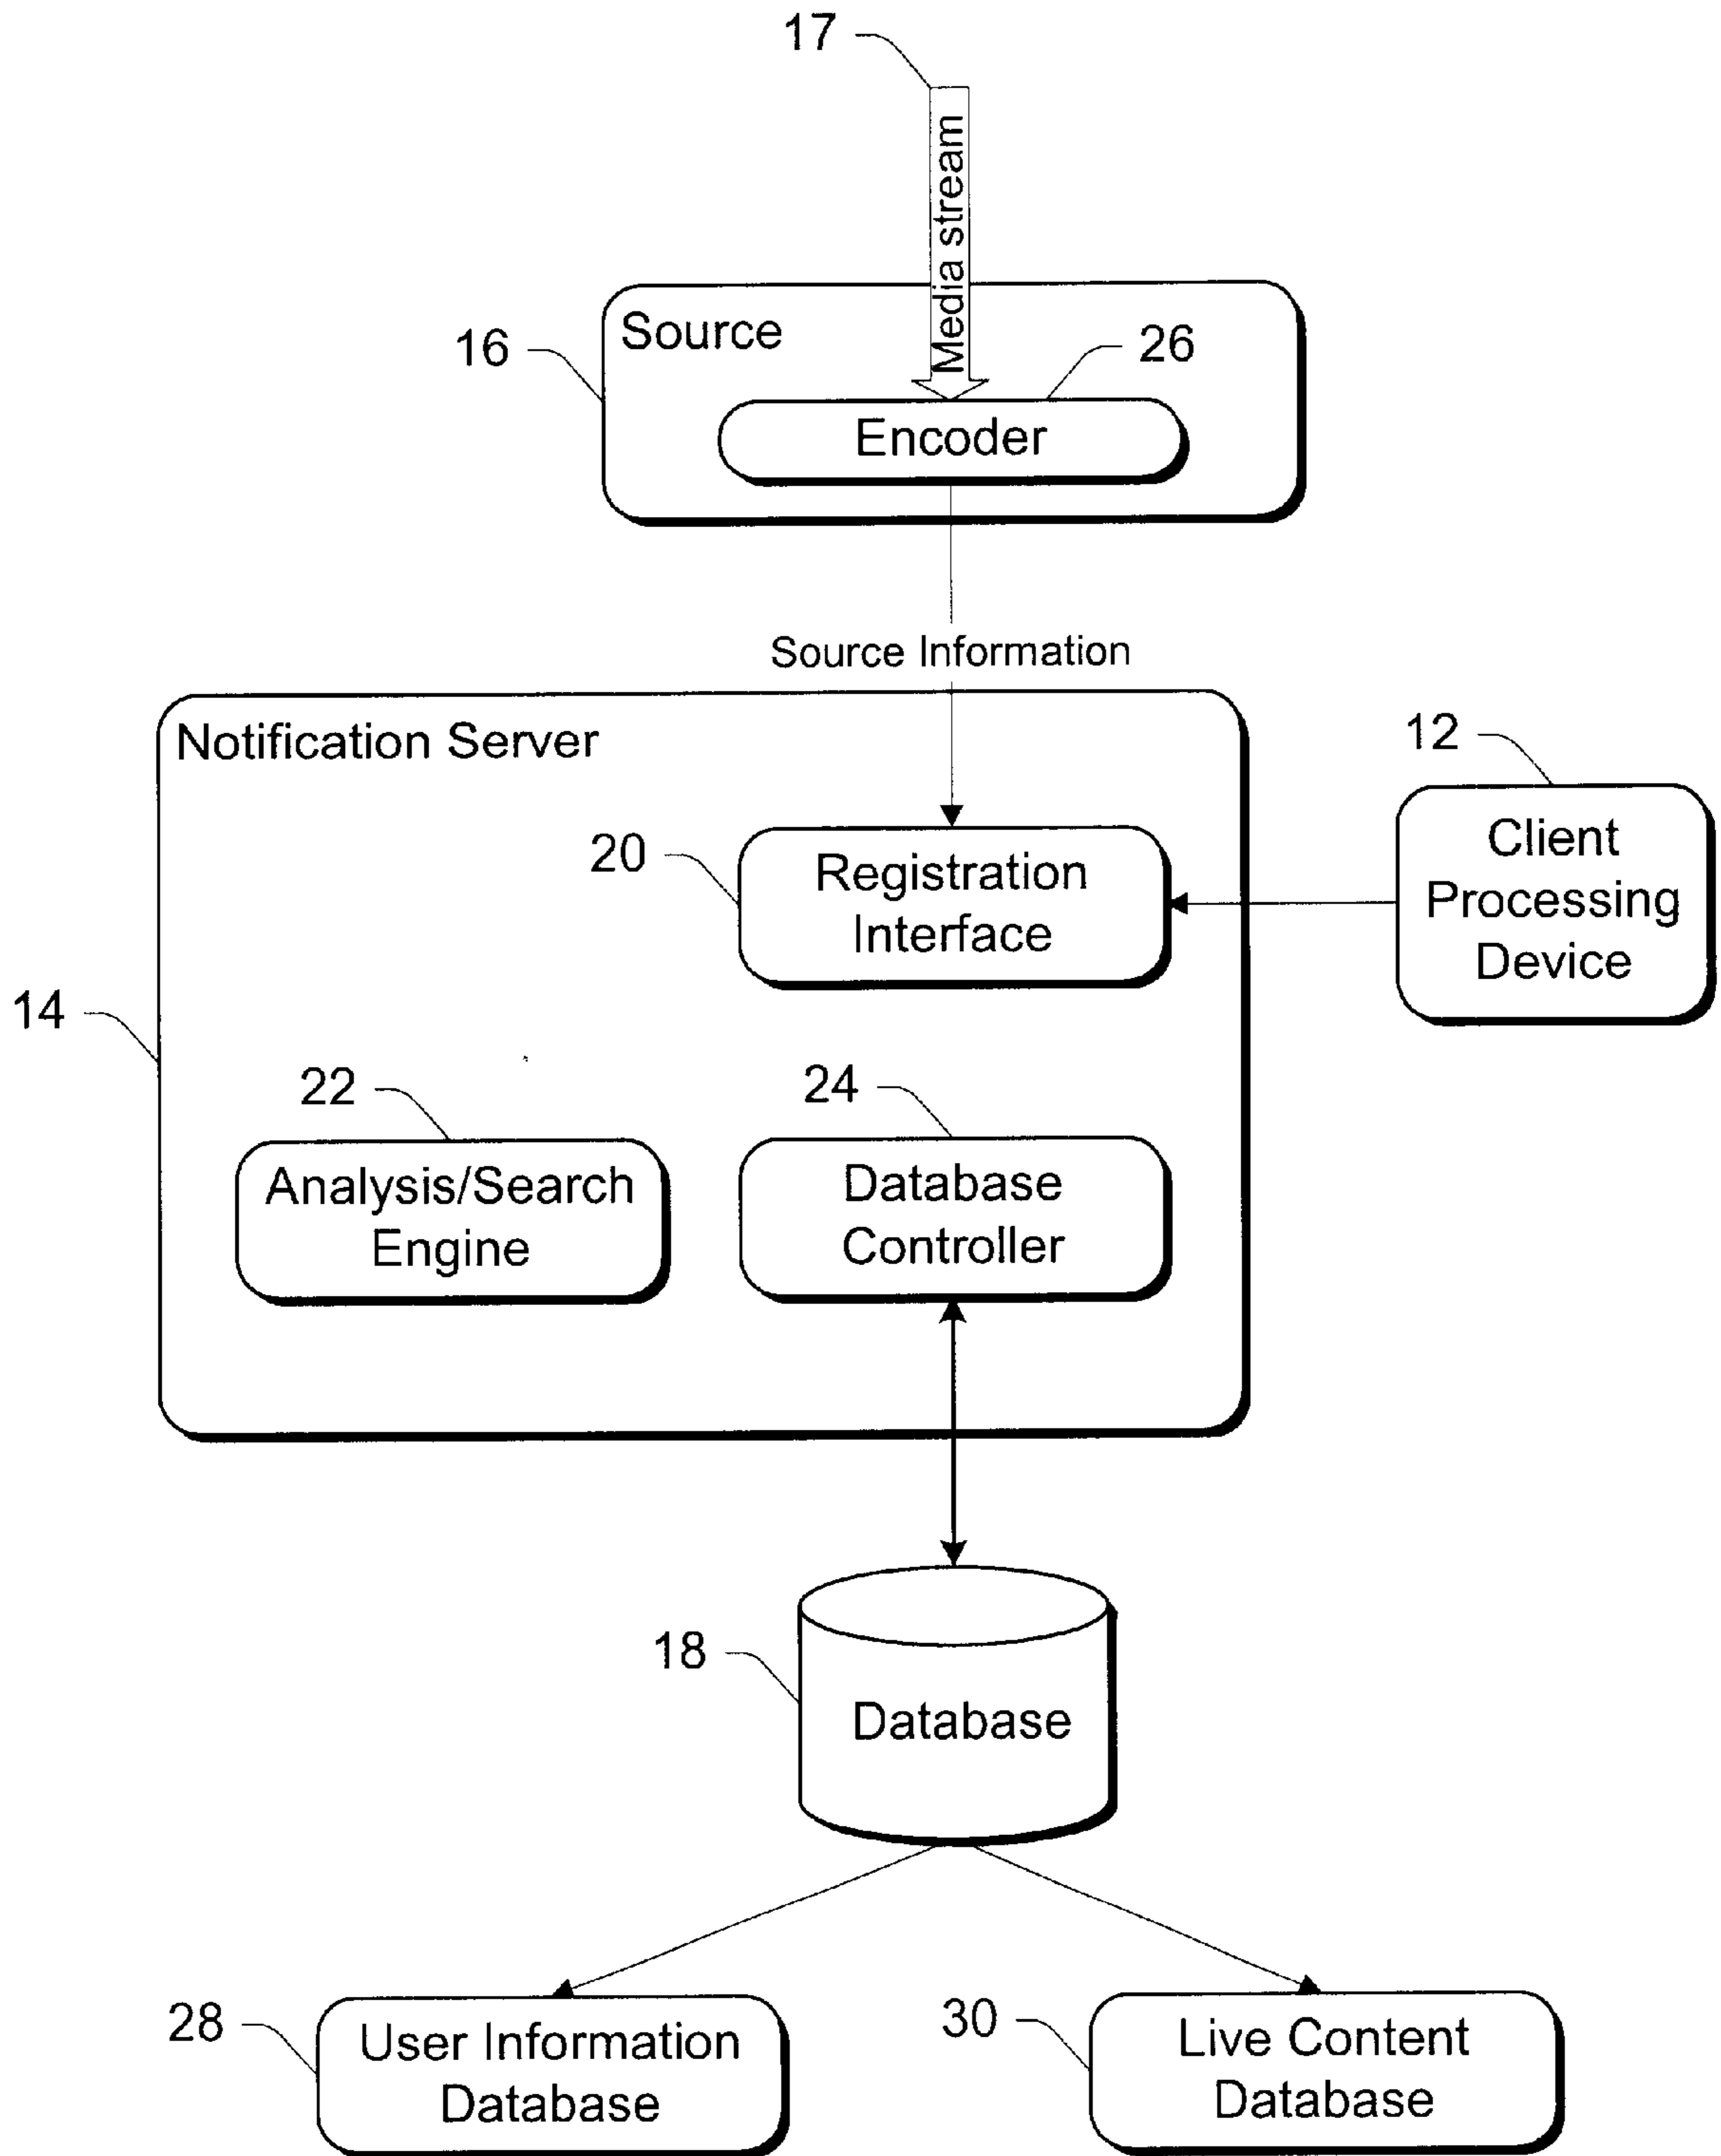 17
Media stream
Source
16
26
Encoder
Source Information
Notification Server
12
Client
Processing
Device
20
Registration
Interface
14
22
24
Analysis/Search
Engine
Database
Controller
18
Database
28
User Information
Database
30
Live Content
Database